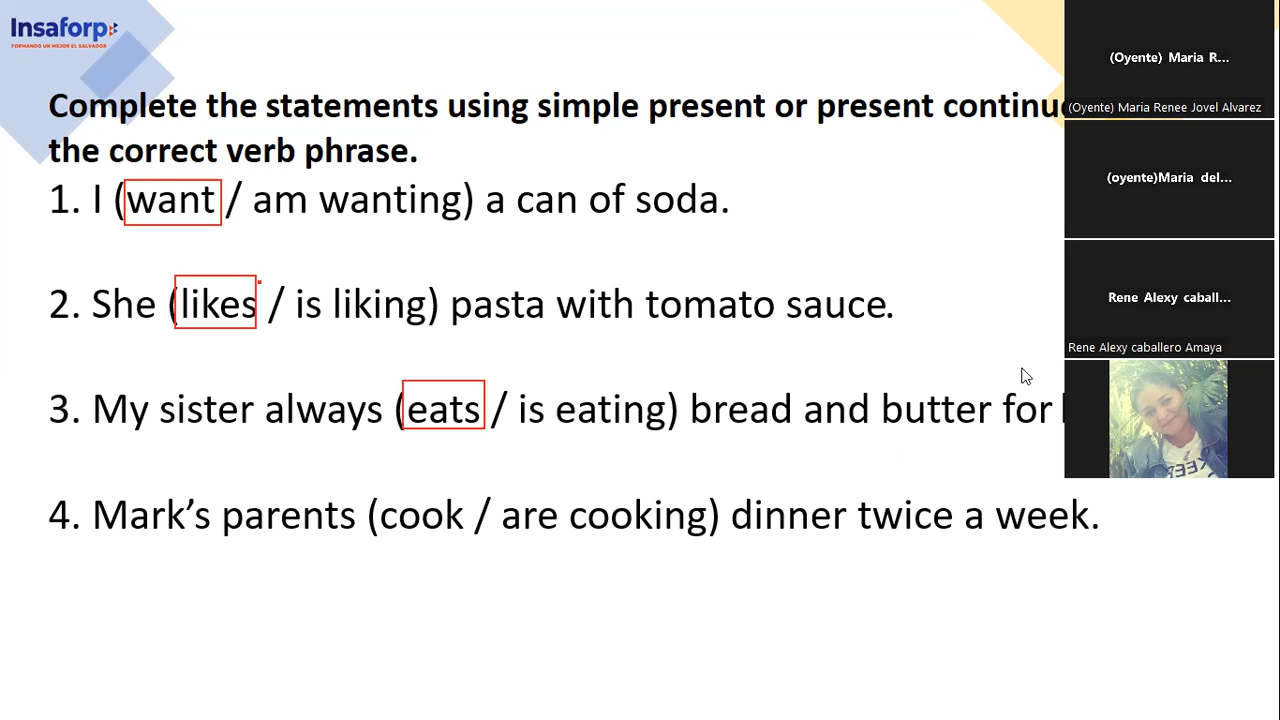 Insaforp
FORMANDO UN MEJOR EL SALVADOR
Complete the statements using simple present or present continu
the correct verb phrase.
1. I (want / am wanting) a can of soda.
2. She (likes / is liking) pasta with tomato sauce.
3. My sister always (eats / is eating) bread and butter for
4. Mark’s parents (cook / are cooking) dinner twice a week.
(Oyente) Maria R...
(Oyente) Maria Renee Jovel Alvarez
(oyente)Maria del...
Rene Alexy caball...
Rene Alexy caballero Amaya